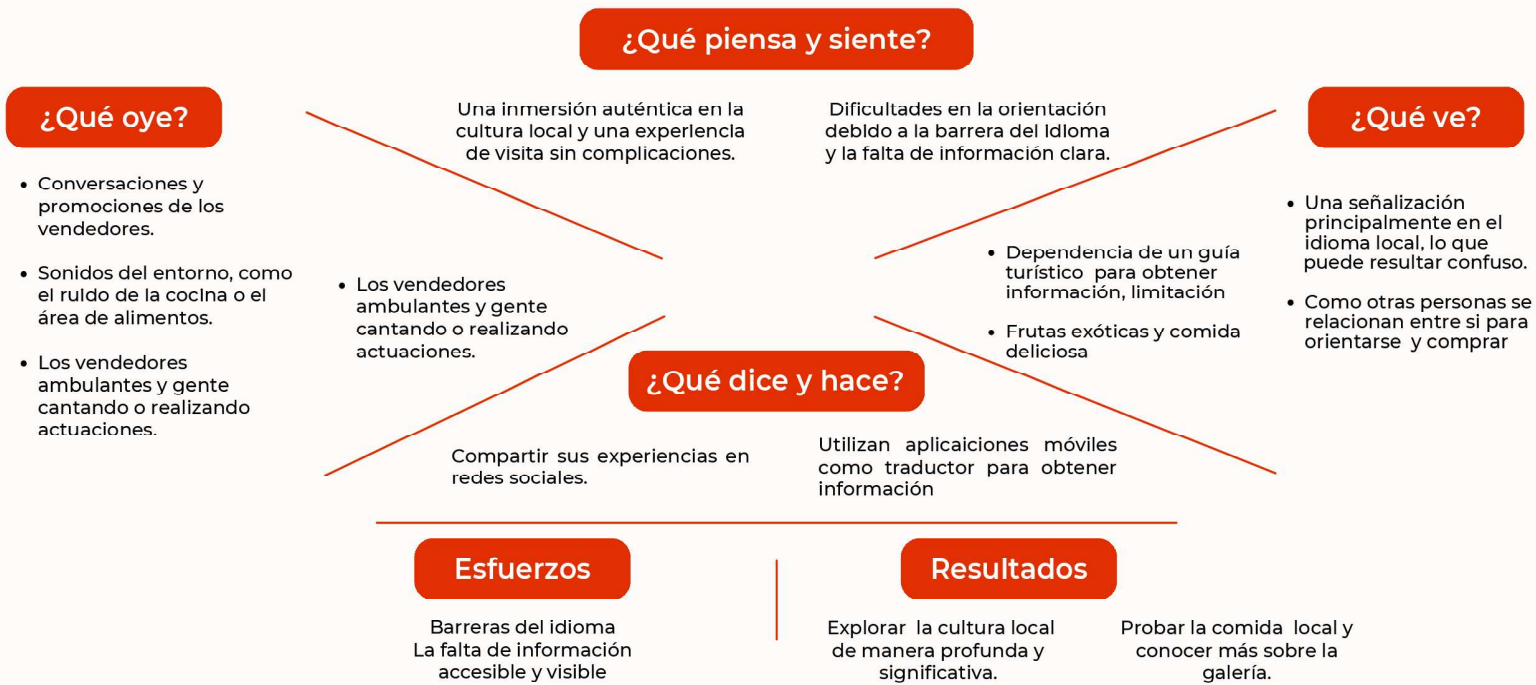 ¿Qué piensa y siente?
Una inmersión auténtica en la
cultura local y una experiencia
de visita sin complicaciones.
Dificultades en la orientación
debido a la barrera del idioma
y la falta de información clara.
¿Qué oye?
• Conversaciones y
promociones de los
vendedores.
• Sonidos del entorno, como
el ruido de la cocina o el
área de alimentos.
• Los vendedores
ambulantes y gente
cantando o realizando
actuaciones.
• Los vendedores
ambulantes y gente
cantando o realizando
actuaciones.
• Dependencia de un guía
turístico para obtener
información, limitación
• Frutas exóticas y comida
deliciosa
¿Qué ve?
• Una señalización
principalmente en el
idioma local, lo que
puede resultar confuso.
• Como otras personas se
relacionan entre si para
orientarse y comprar
¿Qué dice y hace?
Compartir sus experiencias en
redes sociales.
Utilizan aplicaiciones móviles
como traductor para obtener
información
Esfuerzos
Barreras del idioma
La falta de información
accesible y visible
Resultados
Explorar la cultura local
de manera profunda y
significativa.
Probar la comida local y
conocer más sobre la
galería.